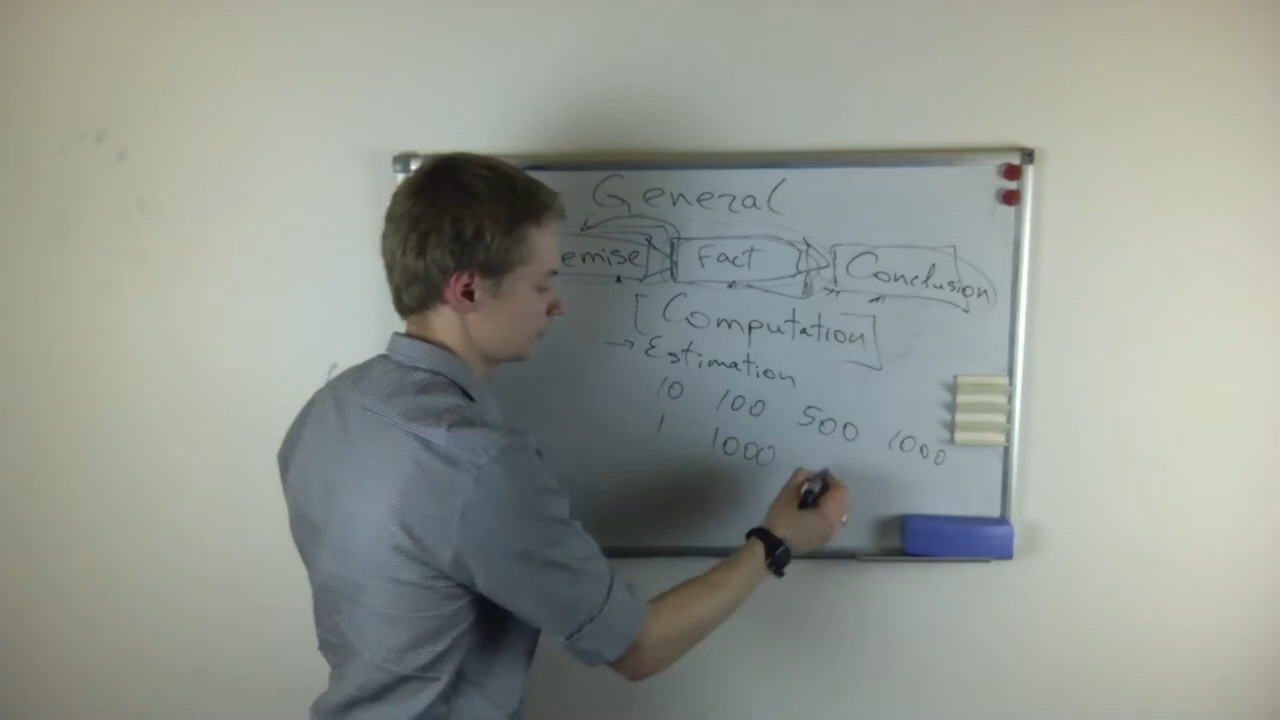 General
emise Fact Conclusion
[Computation]
→ Estimation
10 100 500 1000
1 1000